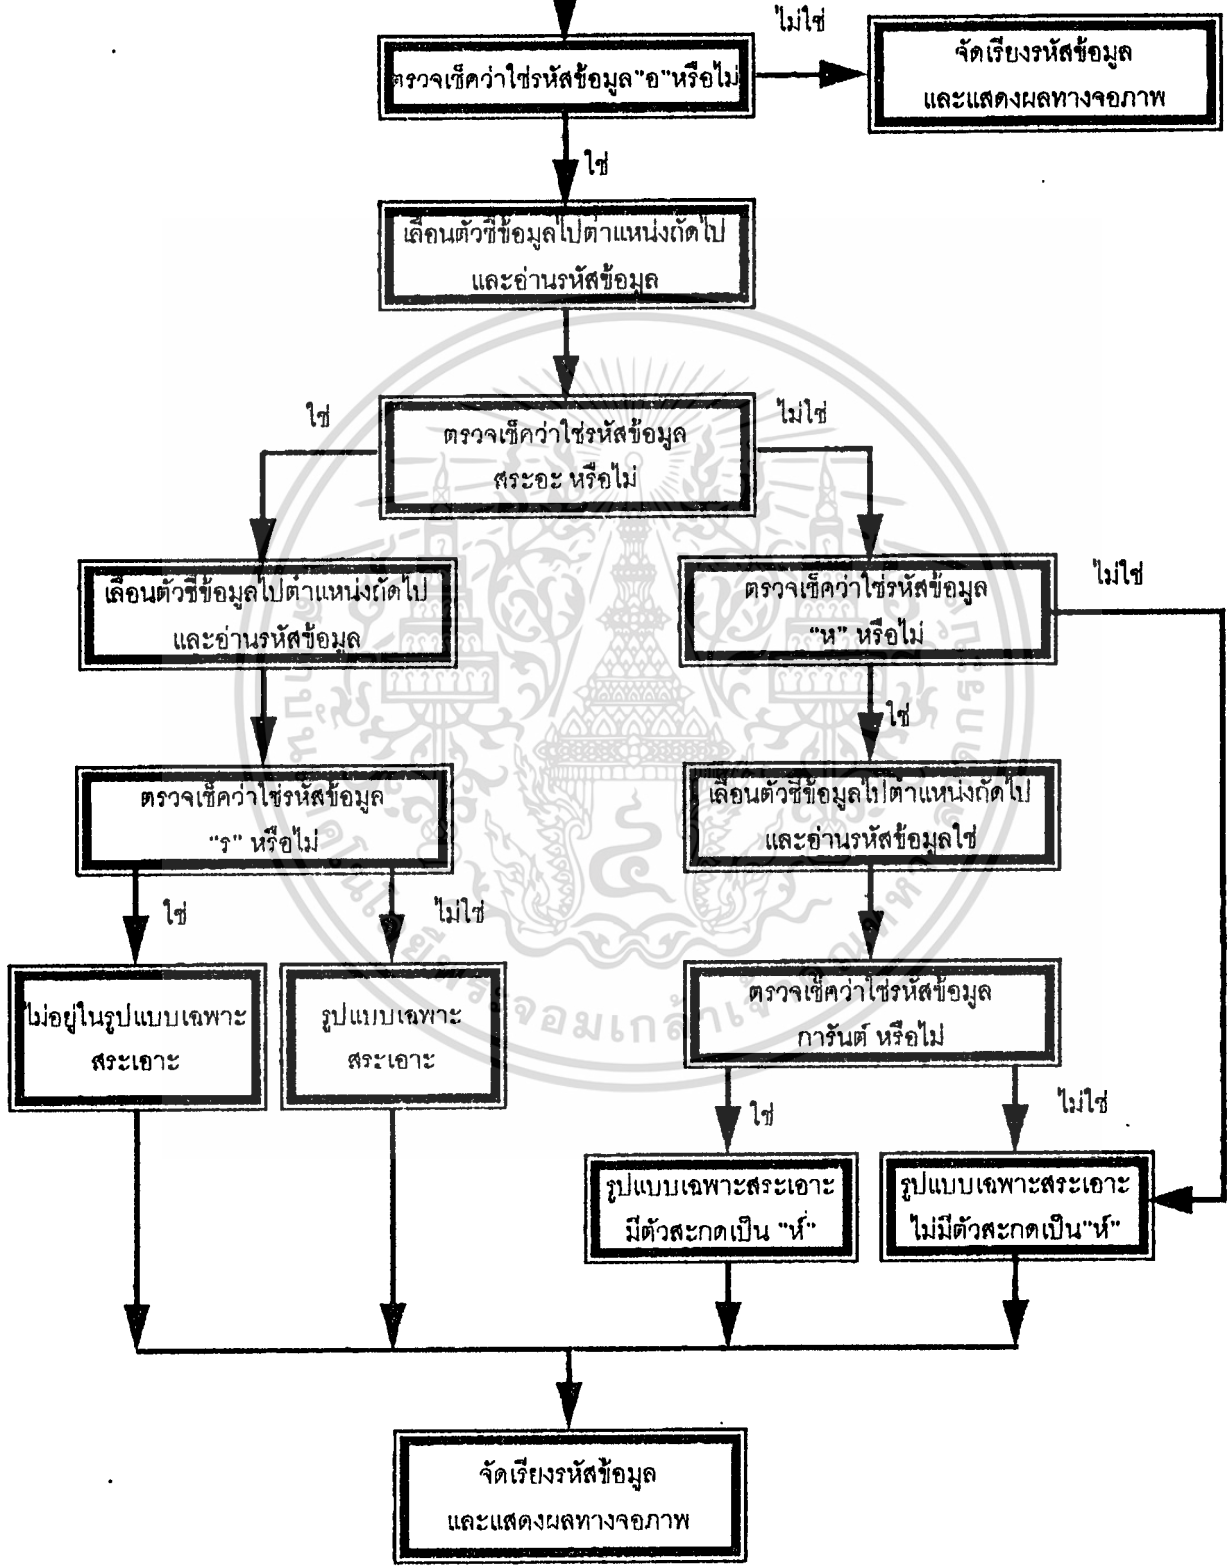 ไม่ใช่
ตรวจเช็คว่าใช่รหัสข้อมูล"อ"หรือไม่
จัดเรียงรหัสข้อมูล
และแสดงผลทางจอภาพ
ใช่
เลื่อนตัวชี้ข้อมูลไปตำแหน่งถัดไป
และอ่านรหัสข้อมูล
ใช่
ไม่ใช่
ตรวจเช็คว่าใช่รหัสข้อมูล
สระอะ หรือไม่
เลื่อนตัวชี้ข้อมูลไปตำแหน่งถัดไป
และอ่านรหัสข้อมูล
ตรวจเช็คว่าใช่รหัสข้อมูล
"ห" หรือไม่
ไม่ใช่
ใช่
ตรวจเช็คว่าใช่รหัสข้อมูล
"ร" หรือไม่
เลื่อนตัวชี้ข้อมูลไปตำแหน่งถัดไป
และอ่านรหัสข้อมูลใช่
ใช่
ไม่ใช่
ไม่อยู่ในรูปแบบเฉพาะ
สระเอาะ
รูปแบบเฉพาะ
สระเอาะ
ตรวจเช็คว่าใช่รหัสข้อมูล
การันต์ หรือไม่
ใช่
ไม่ใช่
รูปแบบเฉพาะสระเอาะ
มีตัวสะกดเป็น "ห์"
รูปแบบเฉพาะสระเอาะ
ไม่มีตัวสะกดเป็น"ห์"
จัดเรียงรหัสข้อมูล
และแสดงผลทางจอภาพ